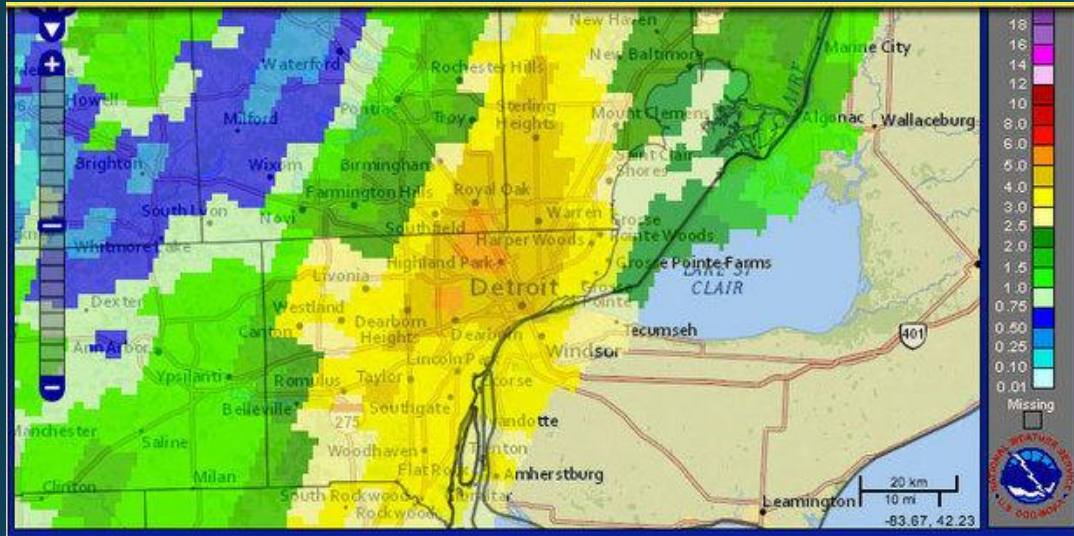 New Haven
Waterford
Rochester Hills
New Baltimore
Marine City
Howell
Pontiac
Troy
Sterling
Heights
Mount Clemens
Algonac
Wallaceburg
Milford
Brighton
Wixom
Birmingham
Saint Clair
Shores
Farmington Hills
Royal Oak
South Lyon
Novi
Southfield
Warren
Grosse
Pointe Woods
Whitmore Lake
Harper Woods
Highland Park
Grosse Pointe Farms
LAKE ST
CLAIR
Livonia
Detroit
Grosse
Pointe
Dexter
Westland
Canton
Dearborn
Heights
Dearborn
Tecumseh
401
Ann Arbor
Windsor
Lincoln Park
Ypsilanti
Romulus
Taylor
Ecorse
Belleville
Southgate
275
Wyandotte
Manchester
Saline
Woodhaven
Trenton
Milan
Flat Rock
Amherstburg
Clinton
South Rockwood
Gibraltar
Rockwood
Leamington
20 km
10 mi
-83.67, 42.23
18
16
14
12
10
8.0
6.0
5.0
4.0
3.0
2.5
2.0
1.5
1.0
0.75
0.50
0.25
0.10
0.01
Missing
NATIONAL WEATHER SERVICE